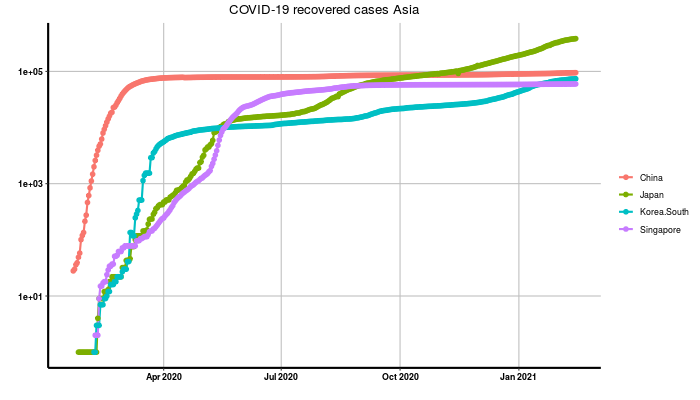 COVID-19 recovered cases Asia
1e+05
1e+03
1e+01
Apr 2020 Jul 2020 Oct 2020 Jan 2021
China
Japan
Korea.South
Singapore